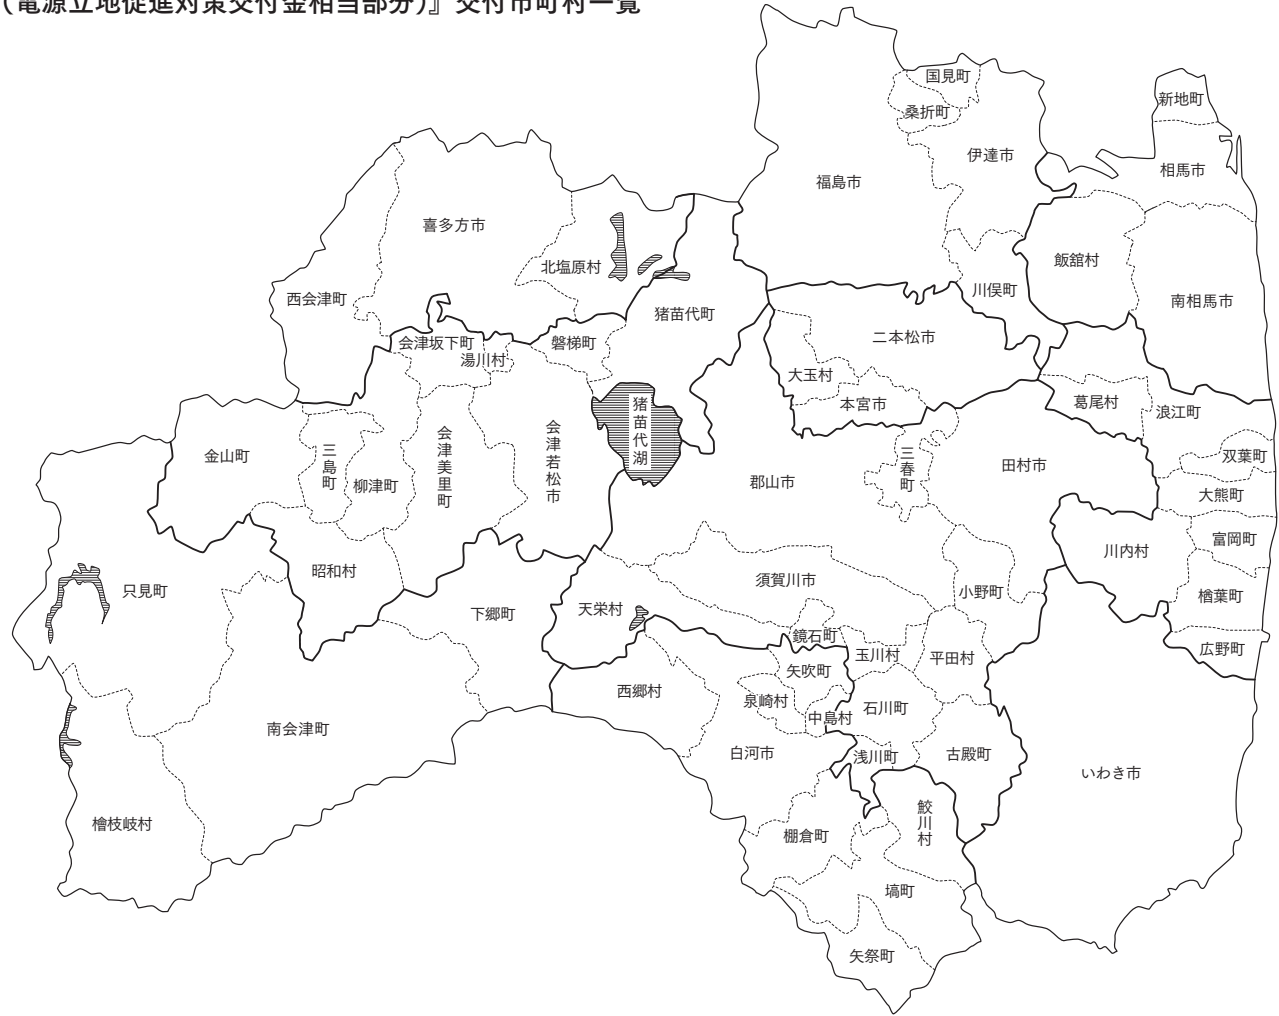 (電源立地促進対策交付金相当部分)』交付市町村一覧
国見町
新地町
桑折町
伊達市
相馬市
福島市
喜多方市
北塩原村
飯舘村
川俣町
西会津町
南相馬市
猪苗代町
二本松市
会津坂下町
磐梯町
湯川村
大玉村
本宮市
葛尾村
浪江町
猪苗代湖
金山町
三島町
柳津町
会津美里町
会津若松市
郡山市
三春町
田村市
双葉町
大熊町
富岡町
川内村
昭和村
只見町
須賀川市
小野町
楢葉町
下郷町
天栄村
鏡石町
玉川村
平田村
広野町
矢吹町
西郷村
泉崎村
中島村
石川町
南会津町
白河市
浅川町
古殿町
いわき市
檜枝岐村
棚倉町
鮫川村
塙町
矢祭町